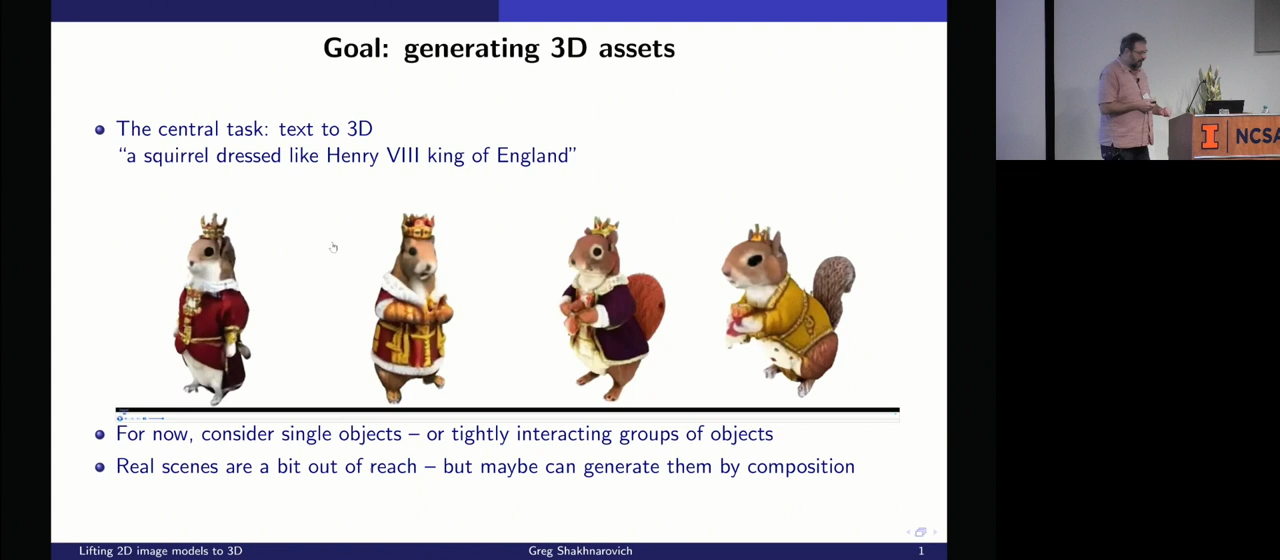 Goal: generating 3D assets
The central task: text to 3D
“a squirrel dressed like Henry VIII king of England”
For now, consider single objects – or tightly interacting groups of objects
Real scenes are a bit out of reach – but maybe can generate them by composition
Lifting 2D image models to 3D
Greg Shakhnarovich
1
I NCSA